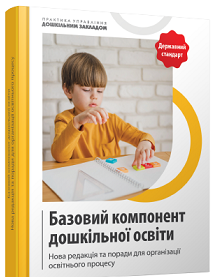 ПРАКТИКА УПРАВЛІННЯ
ДОШКІЛЬНИМ ЗАКЛАДОМ
Державний
стандарт
Базовий компонент
дошкільної освіти
Нова редакція та поради для організації
освітнього процесу